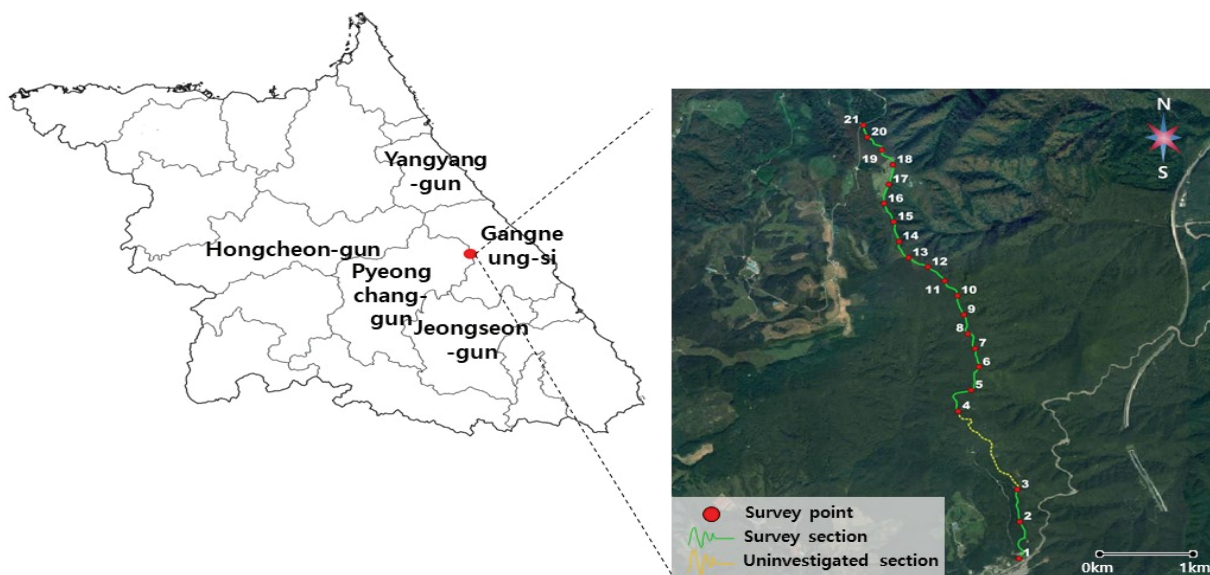 Yangyang
-gun
Hongcheon-gun
Gangne
ung-si
Pyeong
chang-
gun
Jeongseon
-gun
N
S
21
20
19
18
17
16
15
14
13
12
11
10
9
8
7
6
5
4
3
2
1
Survey point
Survey section
Uninvestigated section
0km
1km